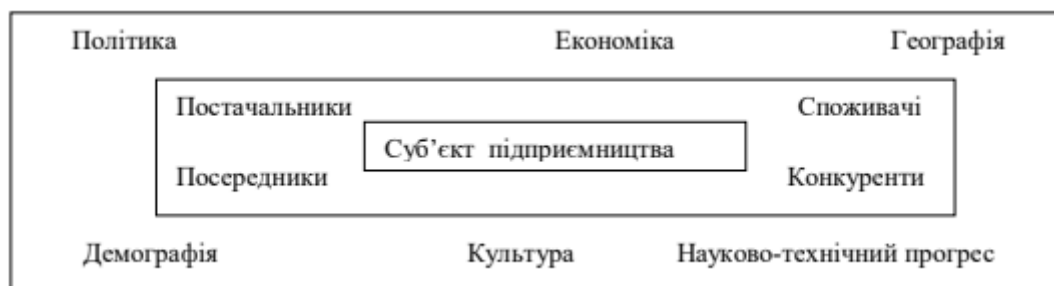 Політика Економіка Географія
Постачальники Споживачі
Суб’єкт підприємництва
Посередники Конкуренти
Демографія Культура Науково-технічний прогрес